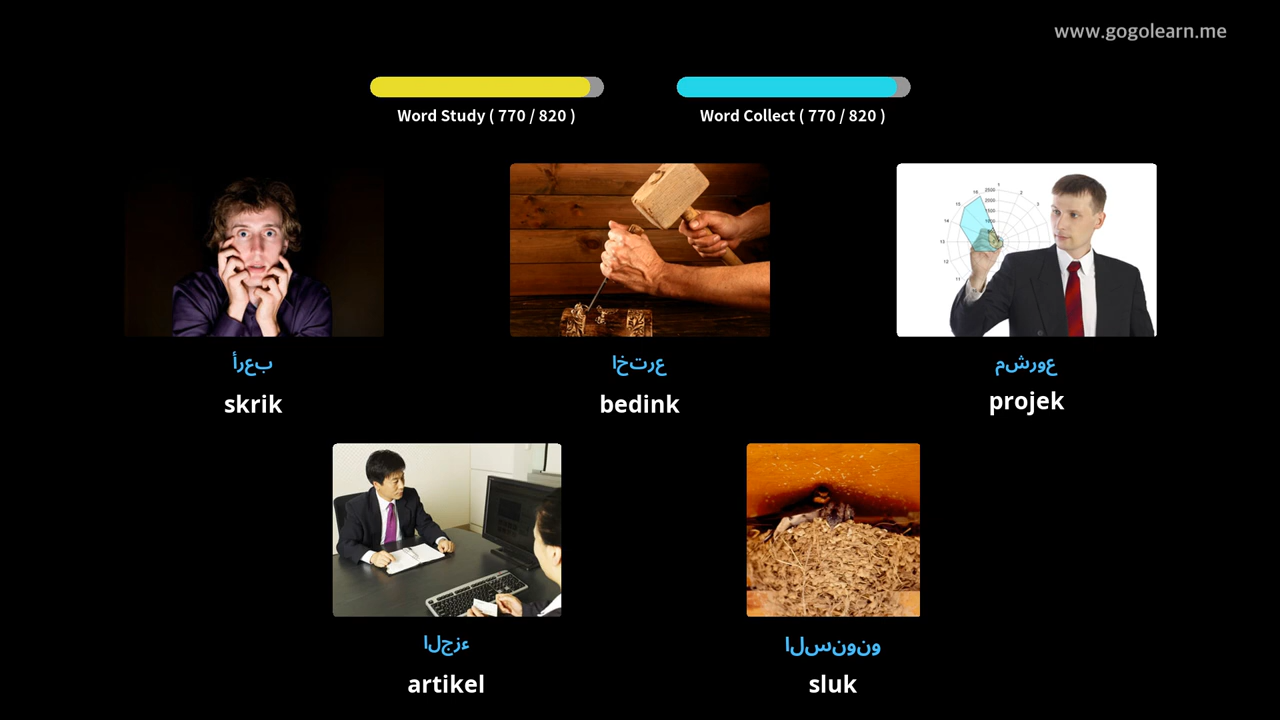 www.gogolearn.me
Word Study ( 770 / 820 )
Word Collect ( 770 / 820 )
أرعب
اخترع
مشروع
skrik
bedink
projek
الجزء
السنونو
artikel
sluk